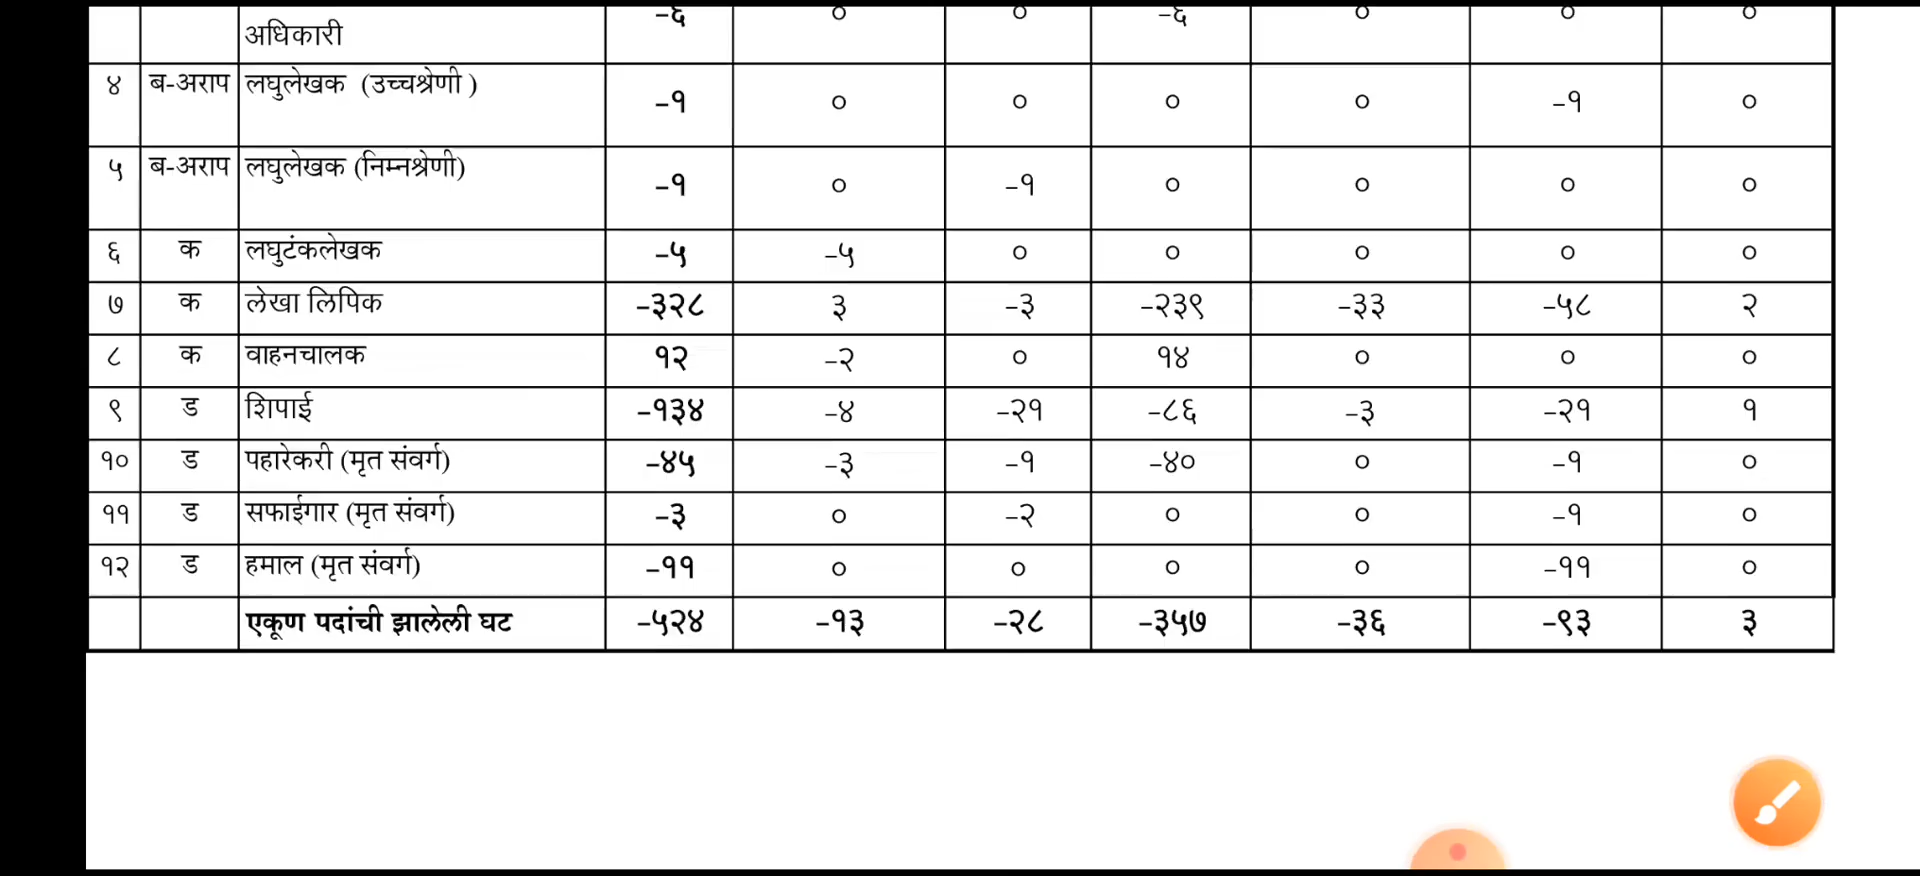 अधिकारी -६ ० ० -६ ० ० ०
४ ब-अराप लघुलेखक (उच्चश्रेणी ) -१ ० ० ० ० -१ ०
५ ब-अराप लघुलेखक (निम्नश्रेणी) -१ ० -१ ० ० ० ०
६ क लघुटंकलेखक -५ -५ ० ० ० ० ०
७ क लेखा लिपिक -३२८ ३ -३ -२३९ -३३ -५८ २
८ क वाहनचालक १२ -२ ० १४ ० ० ०
९ ड शिपाई -१३४ -४ -२१ -८६ -३ -२१ १
१० ड पहारेकरी (मृत संवर्ग) -४५ -३ -१ -४० ० -१ ०
११ ड सफाईगार (मृत संवर्ग) -३ ० -२ ० ० -१ ०
१२ ड हमाल (मृत संवर्ग) -११ ० ० ० ० -११ ०
एकूण पदांची झालेली घट -५२४ -१३ -२८ -३५७ -३६ -९३ ३